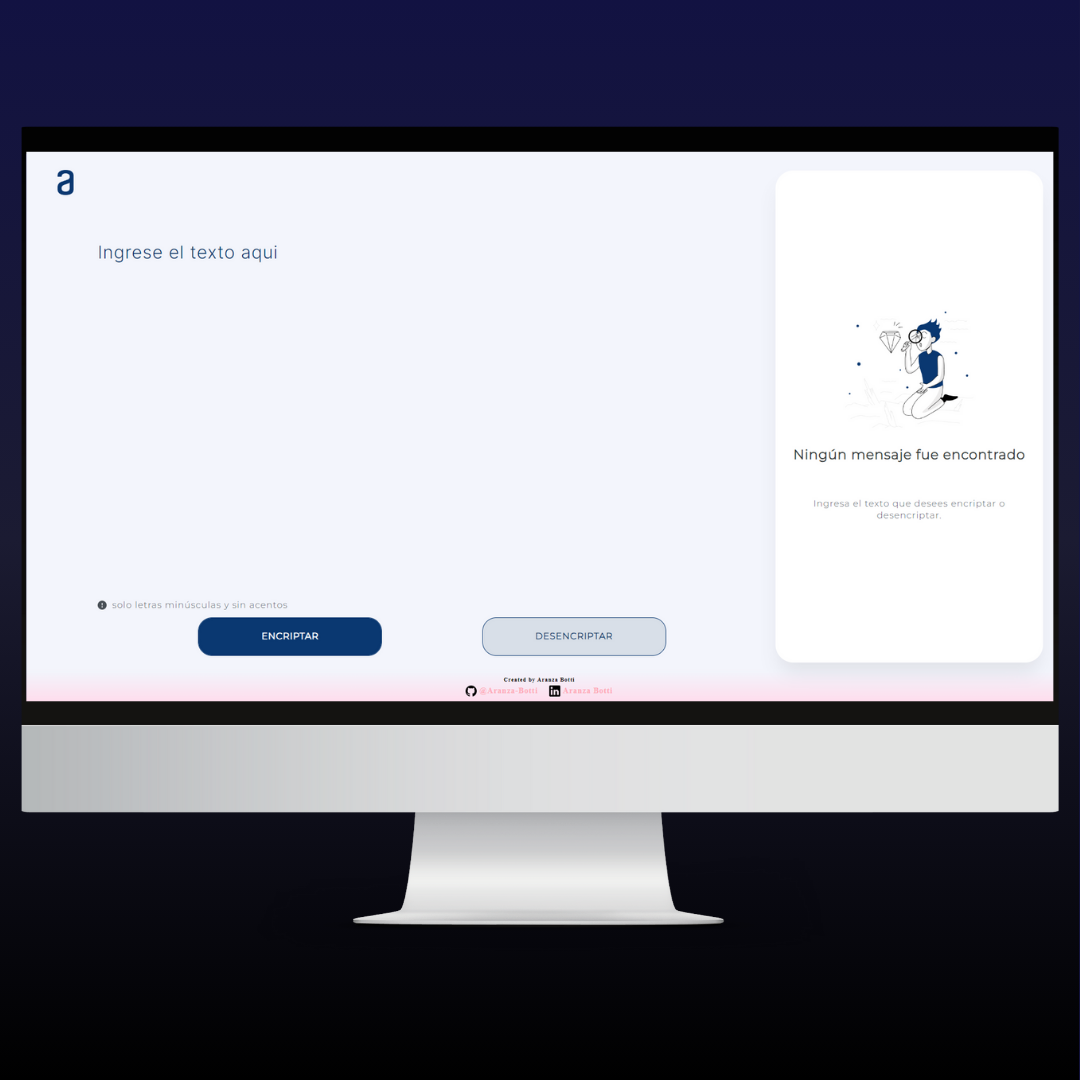 a
Ingrese el texto aqui
Ningún mensaje fue encontrado
Ingresa el texto que desees encriptar o
desencriptar.
solo letras minúsculas y sin acentos
ENCRIPTAR
DESENCRIPTAR
Created by Aranza Botti
@Aranza-Botti in Aranza Botti